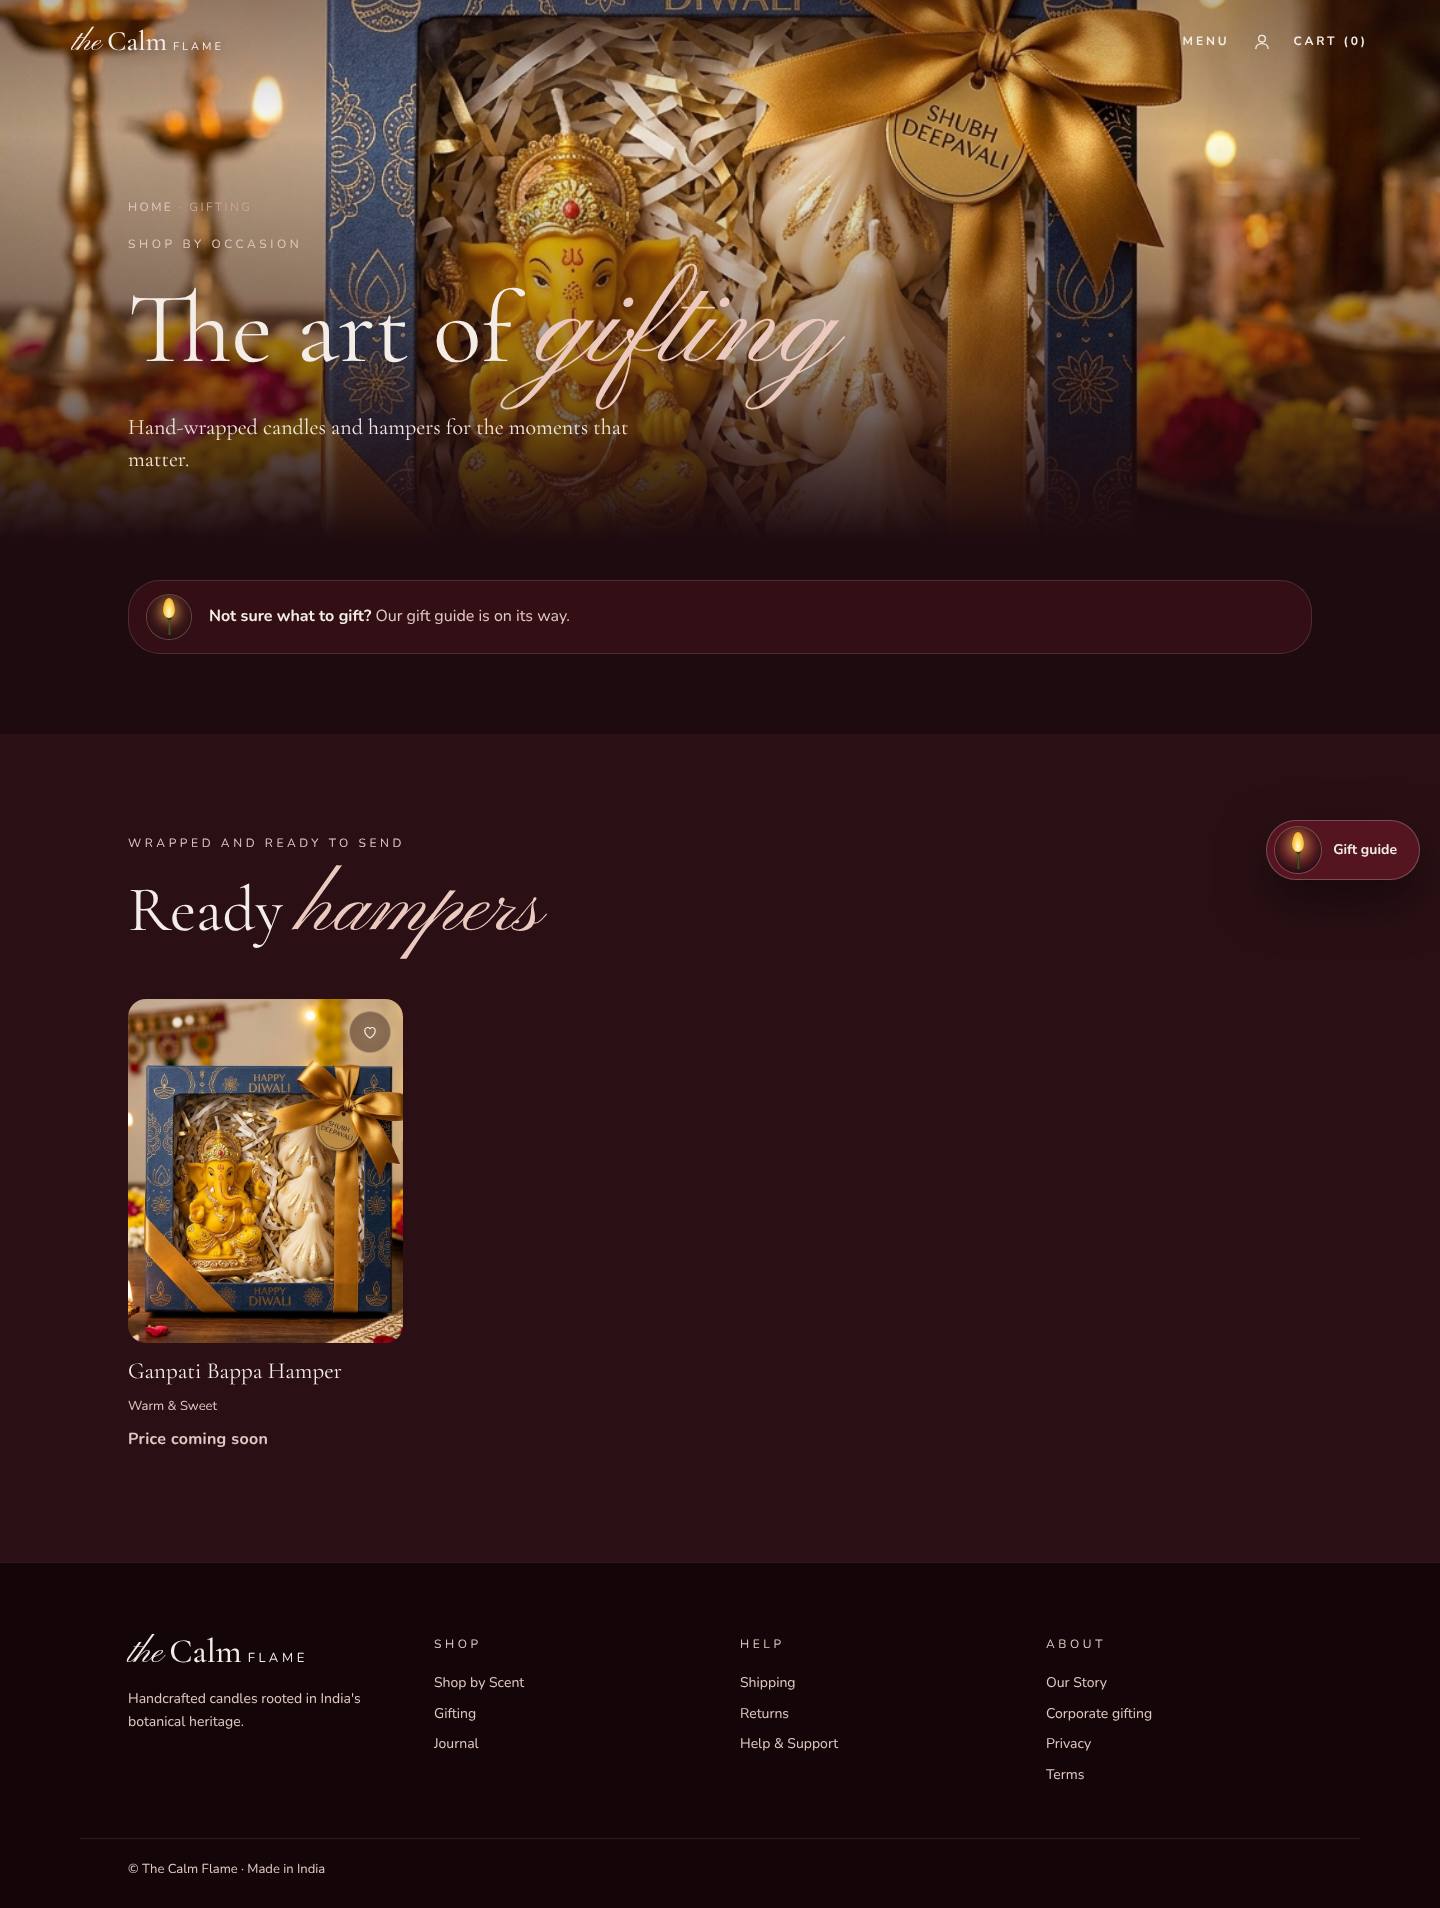 the Calm FLAME
MENU
CART (0)
DEEPAVALI
SHUBH
DEEPAVALI
HOME · GIFTING
SHOP BY OCCASION
The art of gifting
Hand-wrapped candles and hampers for the moments that
matter.
Not sure what to gift? Our gift guide is on its way.
WRAPPED AND READY TO SEND
Gift guide
Ready hampers
HAPPY
DIWALI
SHUBH
DEEPAVALI
HAPPY
DIWALI
Ganpati Bappa Hamper
Warm & Sweet
Price coming soon
the Calm FLAME
Handcrafted candles rooted in India's
botanical heritage.
SHOP
Shop by Scent
Gifting
Journal
HELP
Shipping
Returns
Help & Support
ABOUT
Our Story
Corporate gifting
Privacy
Terms
© The Calm Flame · Made in India